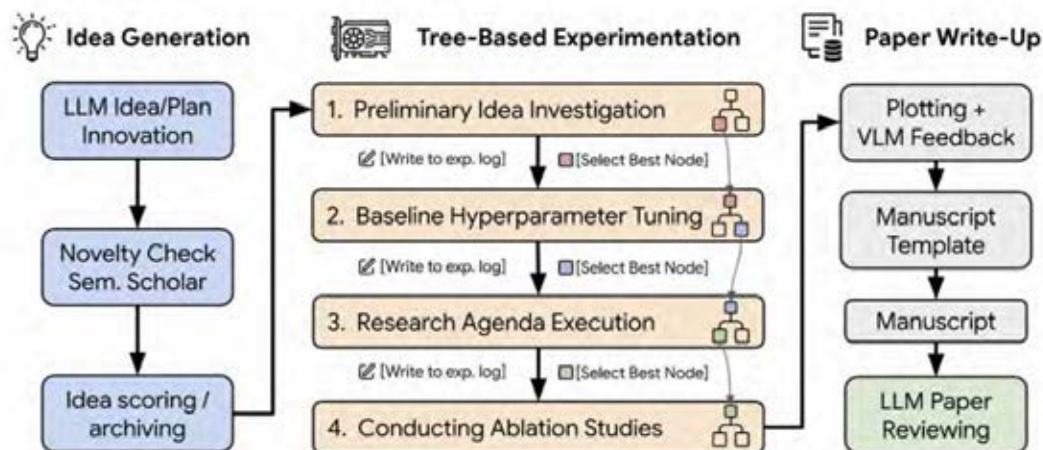 Idea Generation
LLM Idea/Plan
Innovation
Novelty Check
Sem. Scholar
Idea scoring /
archiving
Tree-Based Experimentation
1. Preliminary Idea Investigation
[Write to exp. log] [Select Best Node]
2. Baseline Hyperparameter Tuning
[Write to exp. log] [Select Best Node]
3. Research Agenda Execution
[Write to exp. log] [Select Best Node]
4. Conducting Ablation Studies
Paper Write-Up
Plotting +
VLM Feedback
Manuscript
Template
Manuscript
LLM Paper
Reviewing